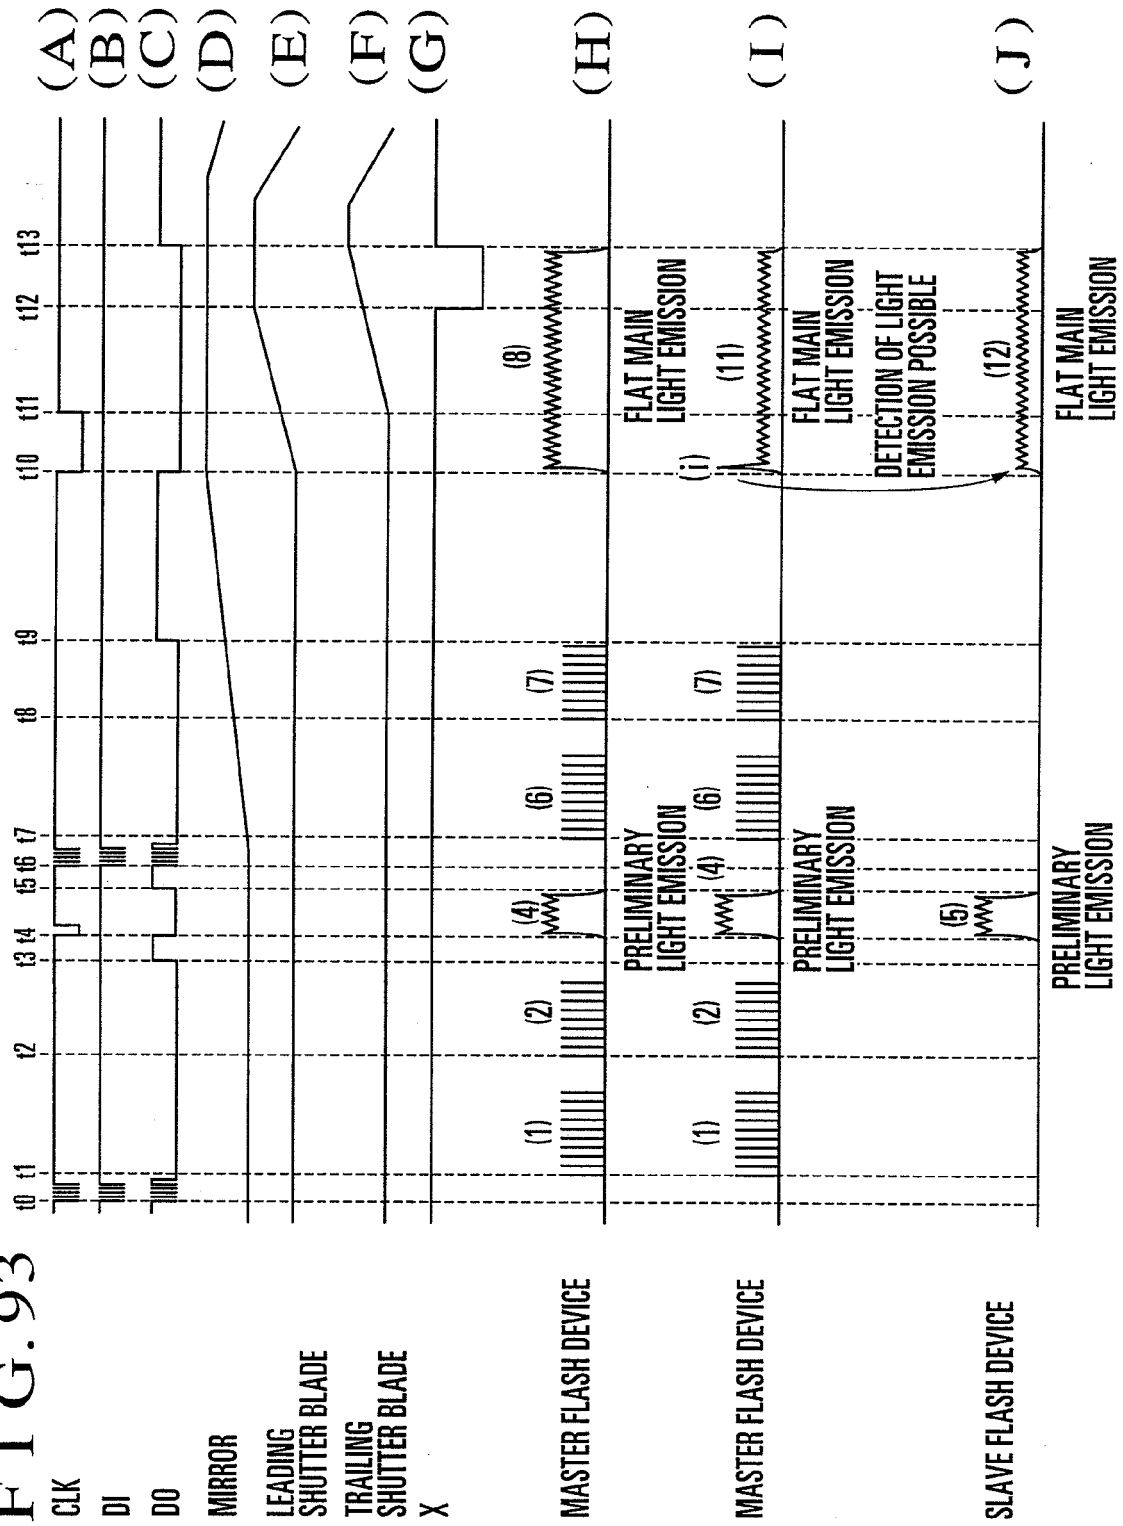 FIG.93
t0 t1 t2 t3 t4 t5 t6 t7 t8 t9 t10 t11 t12 t13
CLK (A)
DI (B)
DO (C)
MIRROR (D)
LEADING
SHUTTER BLADE (E)
TRAILING
SHUTTER BLADE (F)
X (G)
MASTER FLASH DEVICE (1) (2) (4) (6) (7) (8) (H)
PRELIMINARY
LIGHT EMISSION
FLAT MAIN
LIGHT EMISSION
MASTER FLASH DEVICE (1) (2) (4) (6) (7) (i) (11) (I)
PRELIMINARY
LIGHT EMISSION
FLAT MAIN
LIGHT EMISSION
DETECTION OF LIGHT
EMISSION POSSIBLE
SLAVE FLASH DEVICE (5) (12) (J)
PRELIMINARY
LIGHT EMISSION
FLAT MAIN
LIGHT EMISSION